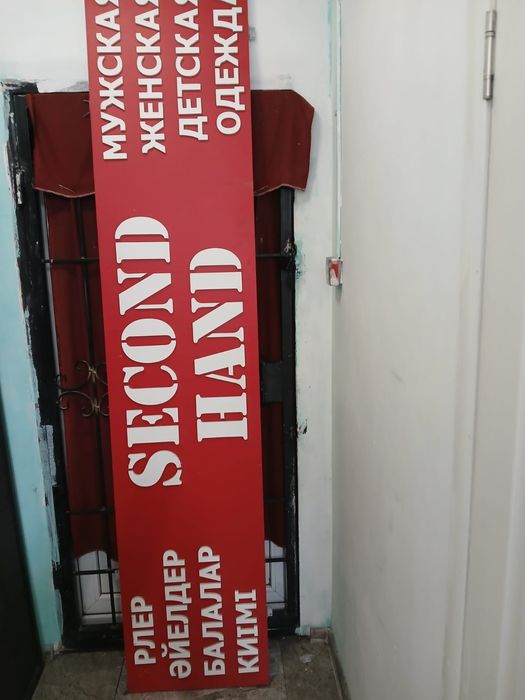 РЛЕР
ӘЙЕЛДЕР
БАЛАЛАР
КИІМІ
SECOND
HAND
МУЖСКАЯ
ЖЕНСКАЯ
ДЕТСКАЯ
ОДЕЖДА